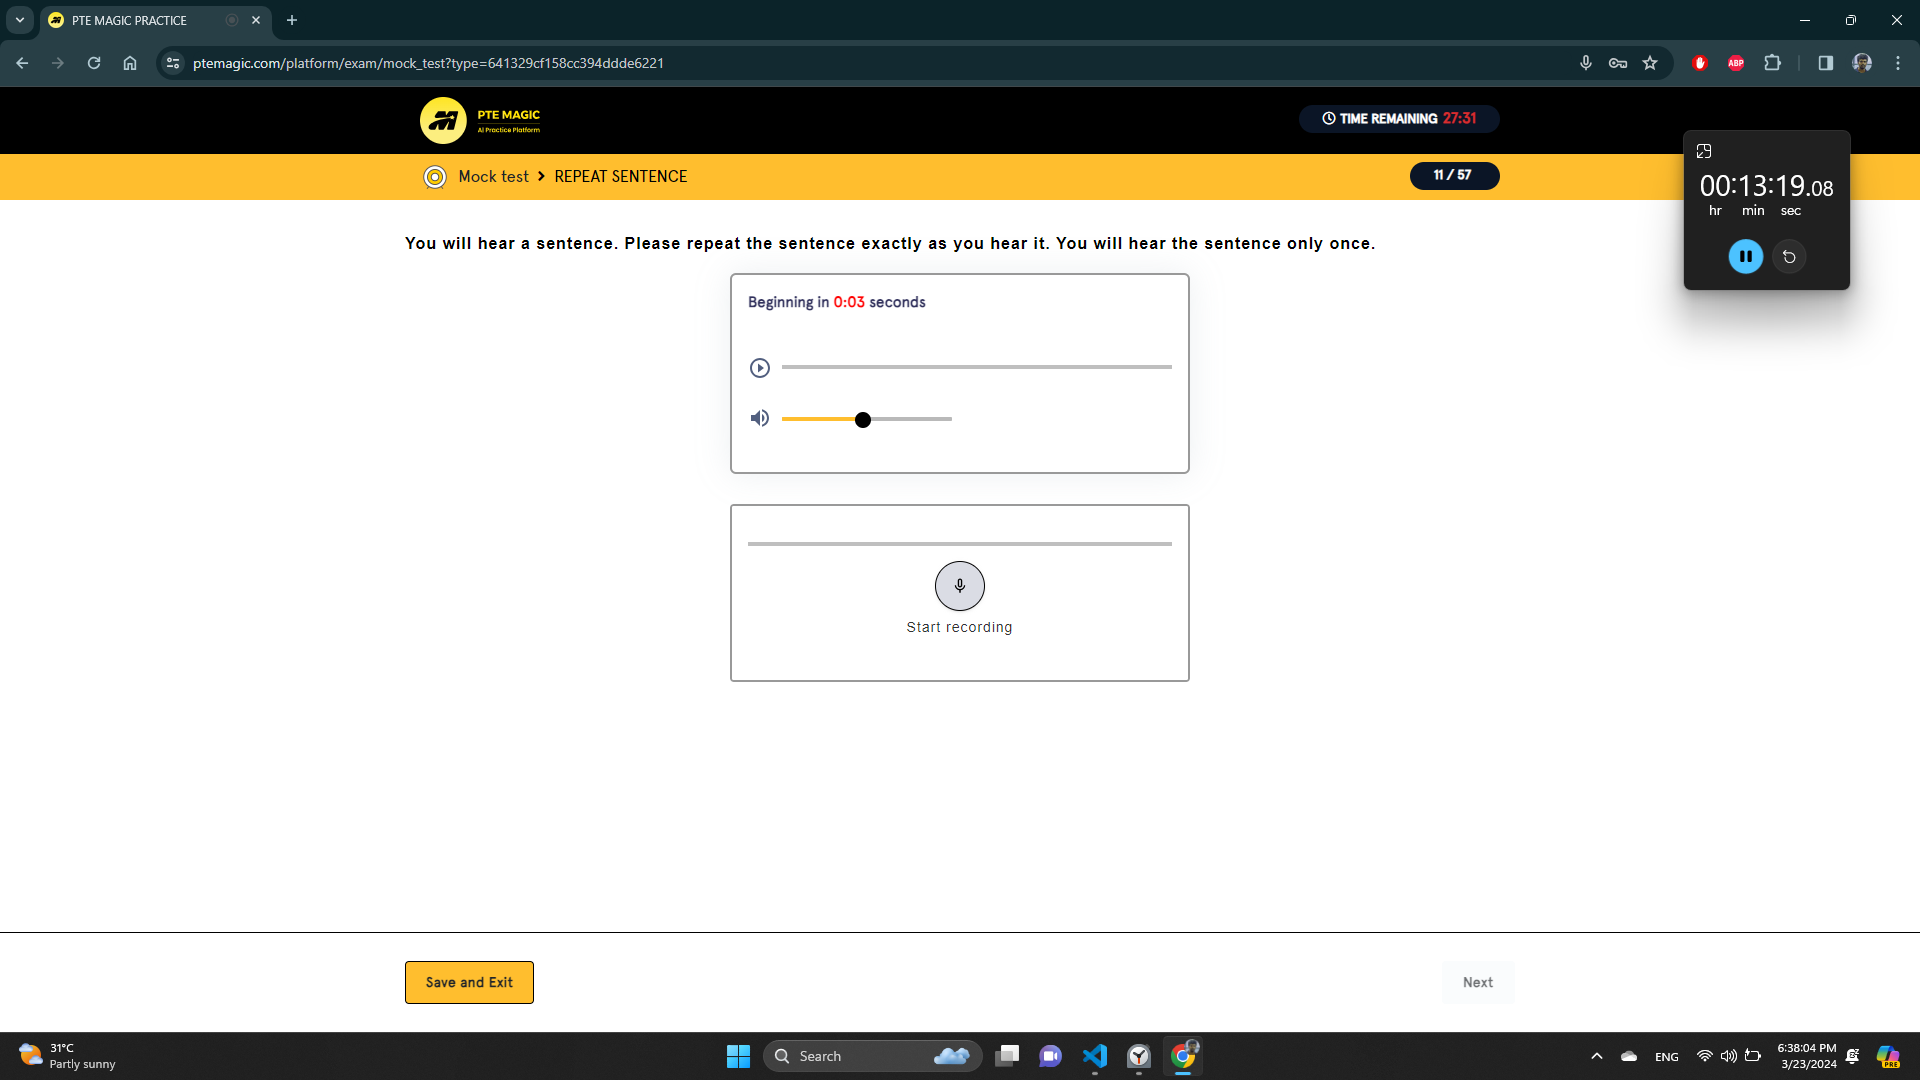 PTE MAGIC PRACTICE
ptemagic.com/platform/exam/mock_test?type=641329cf158cc394ddde6221
ABP
PTE MAGIC
AI Practice Platform
TIME REMAINING 27:31
Mock test > REPEAT SENTENCE
11 / 57
00:13:19.08
hr min sec
You will hear a sentence. Please repeat the sentence exactly as you hear it. You will hear the sentence only once.
Beginning in 0:03 seconds
Start recording
Save and Exit
Next
31°C
Partly sunny
Search
ENG
6:38:04 PM
3/23/2024
PRE